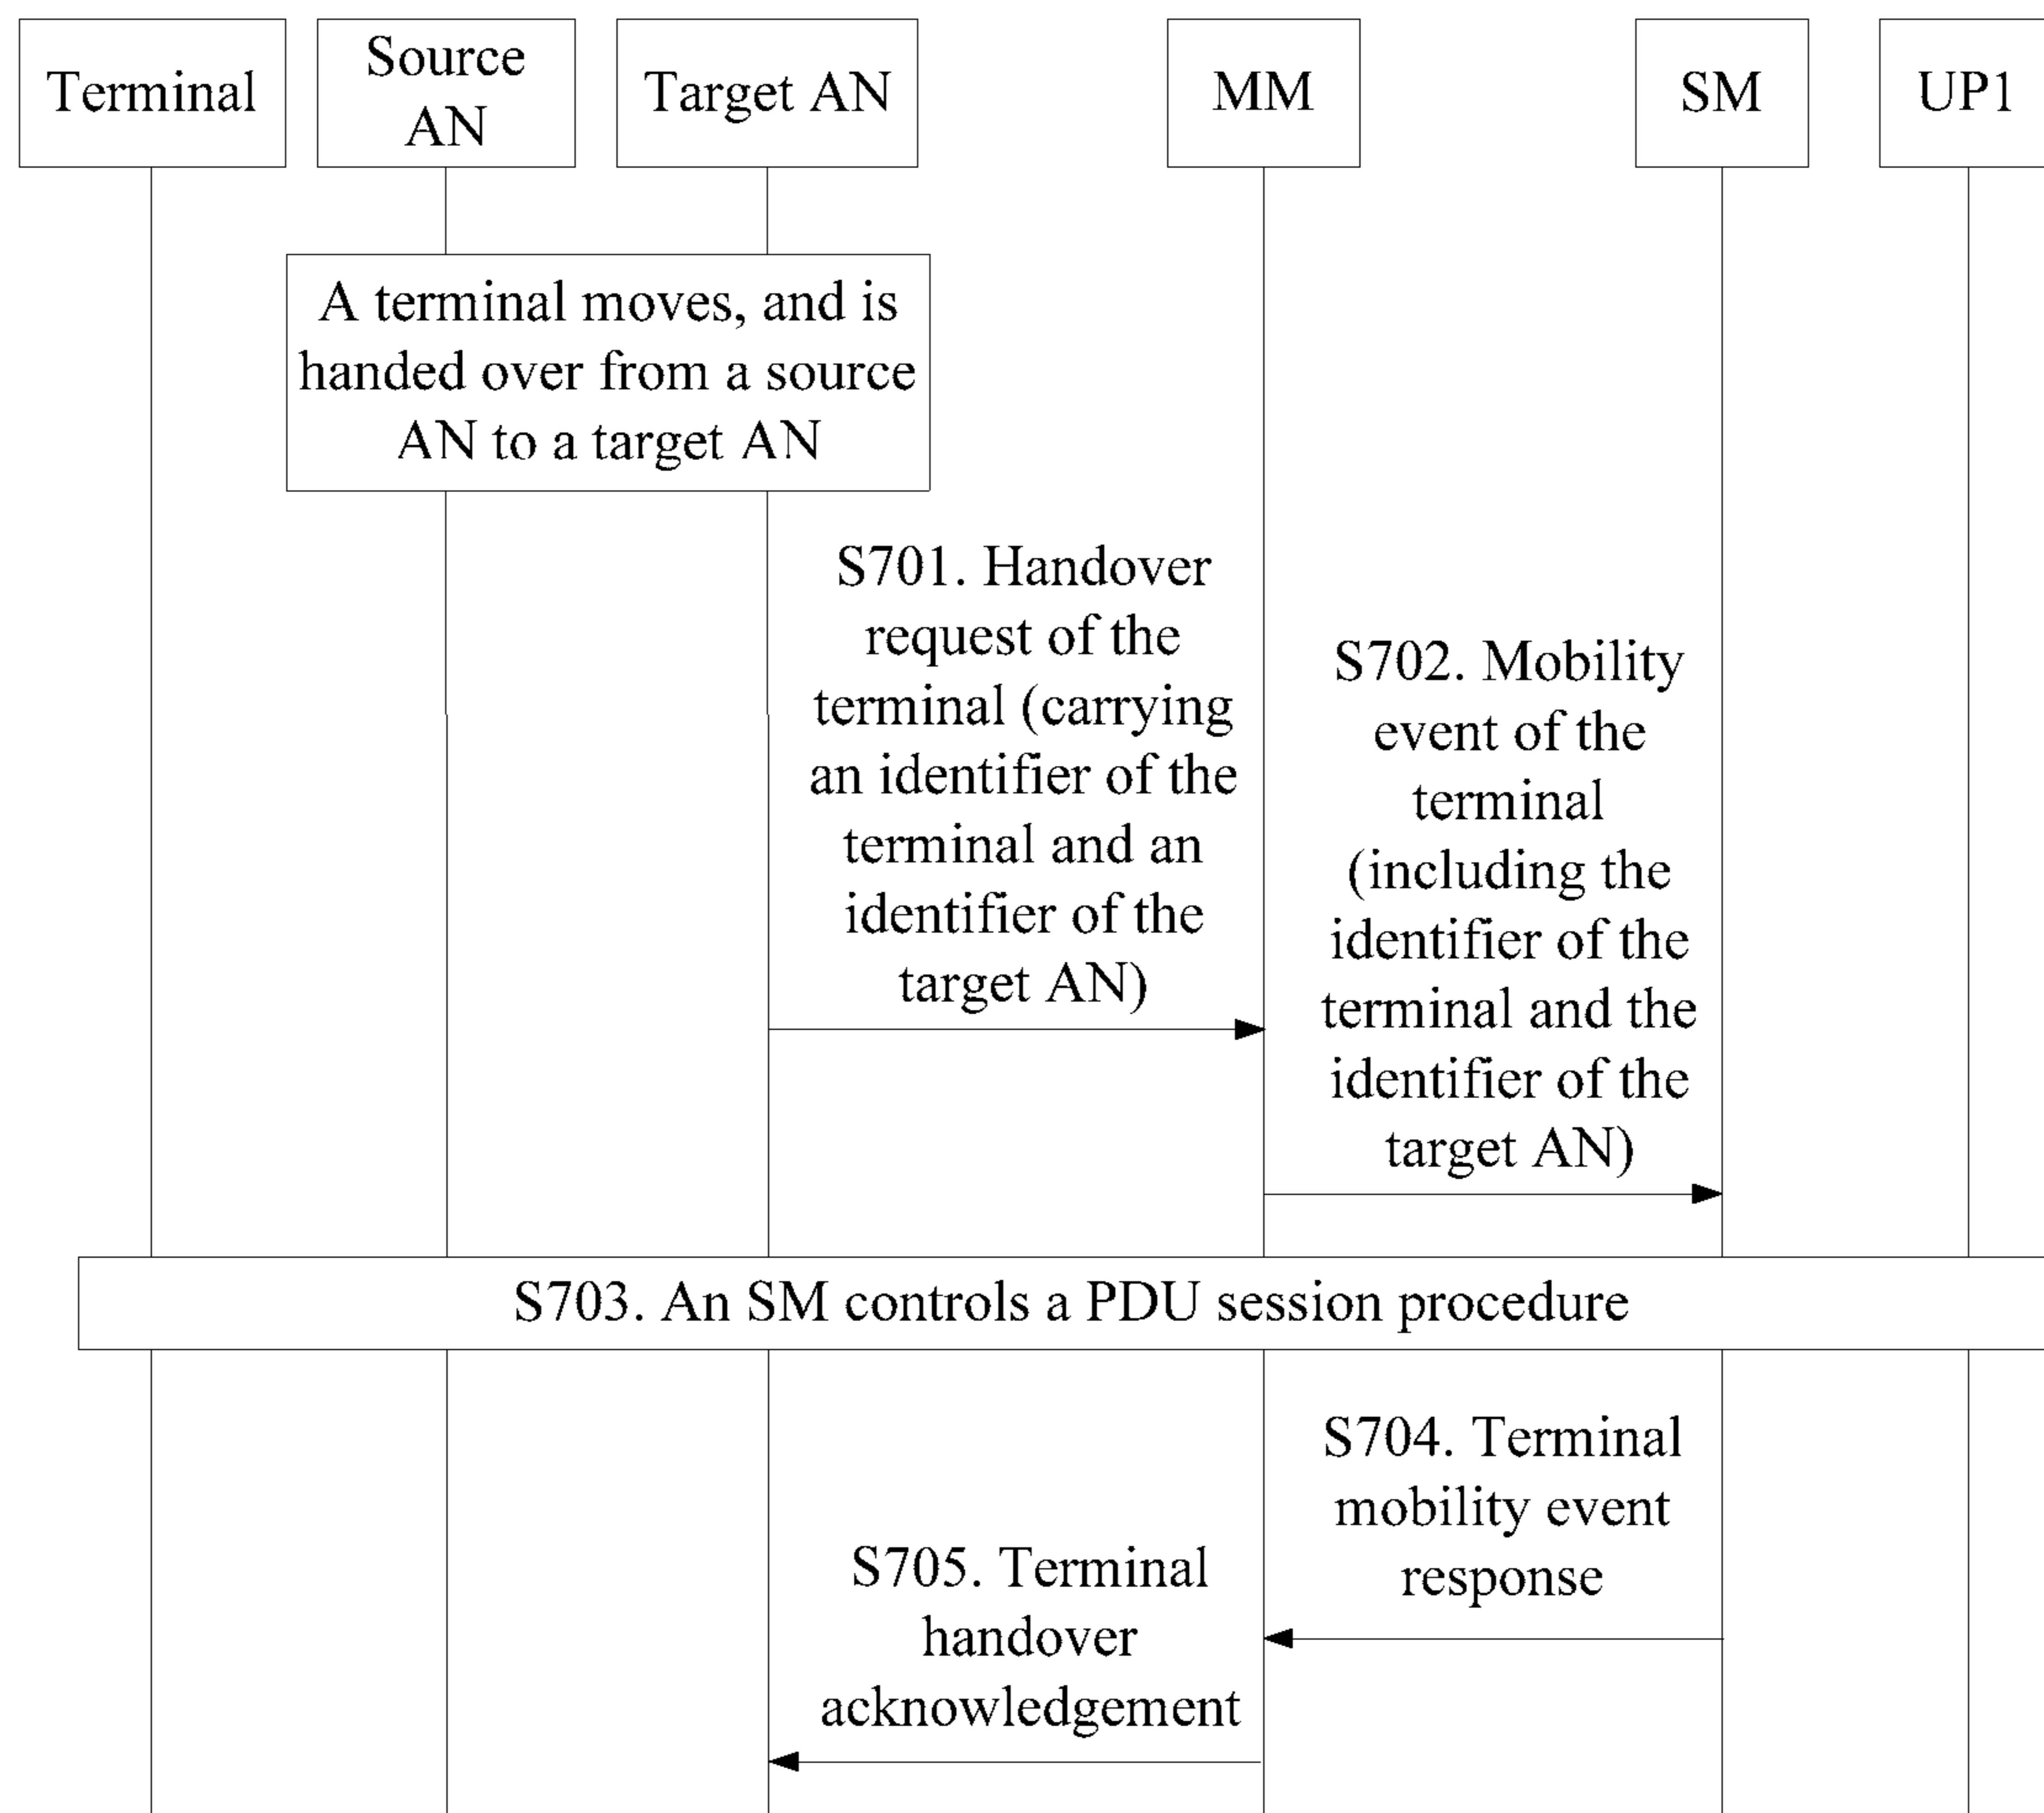 Terminal
Source
AN
Target AN
MM
SM
UP1
A terminal moves, and is
handed over from a source
AN to a target AN
S701. Handover
request of the
terminal (carrying
an identifier of the
terminal and an
identifier of the
target AN)
S702. Mobility
event of the
terminal
(including the
identifier of the
terminal and the
identifier of the
target AN)
S703. An SM controls a PDU session procedure
S704. Terminal
mobility event
response
S705. Terminal
handover
acknowledgement